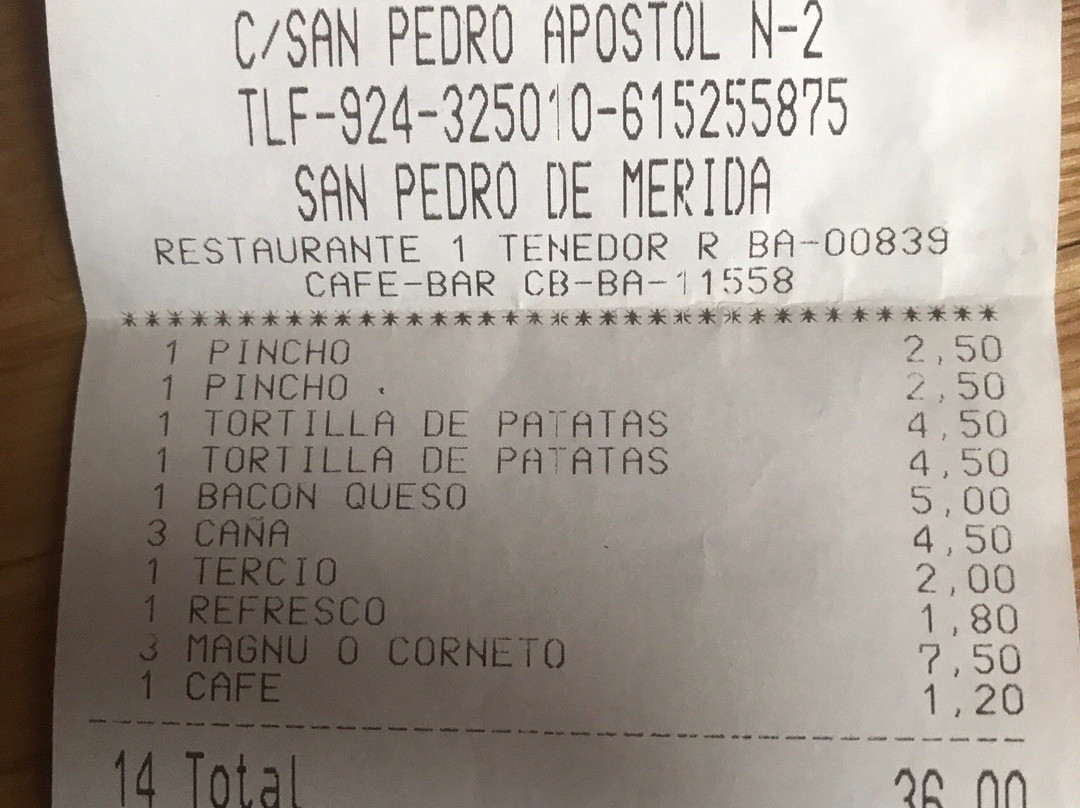 C/SAN PEDRO APOSTOL N-2
TLF-924-325010-615255875
SAN PEDRO DE MERIDA
RESTAURANTE 1 TENEDOR R BA-00839
CAFE-BAR CB-BA-11558
*************************************
1 PINCHO 2,50
1 PINCHO 2,50
1 TORTILLA DE PATATAS 4,50
1 TORTILLA DE PATATAS 4,50
1 BACON QUESO 5,00
3 CAÑA 4,50
1 TERCIO 2,00
1 REFRESCO 1,80
3 MAGNU O CORNETO 7,50
1 CAFE 1,20
14 Total 36,00